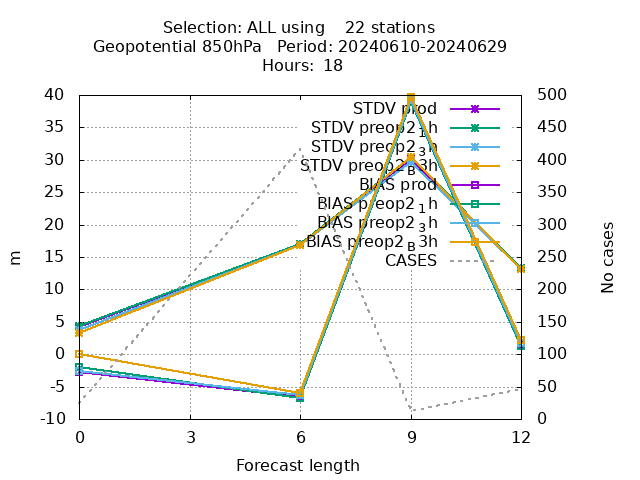 Selection: ALL using 22 stations
Geopotential 850hPa Period: 20240610-20240629
Hours: 18
40
35
30
25
20
15
10
5
0
-5
-10
m
STDV prod
STDV preop2_1h
STDV preop2_3h
STDV preop2_B3h
BIAS prod
BIAS preop2_1h
BIAS preop2_3h
BIAS preop2_B3h
CASES
500
450
400
350
300
250
200
150
100
50
0
No cases
0 3 6 9 12
Forecast length